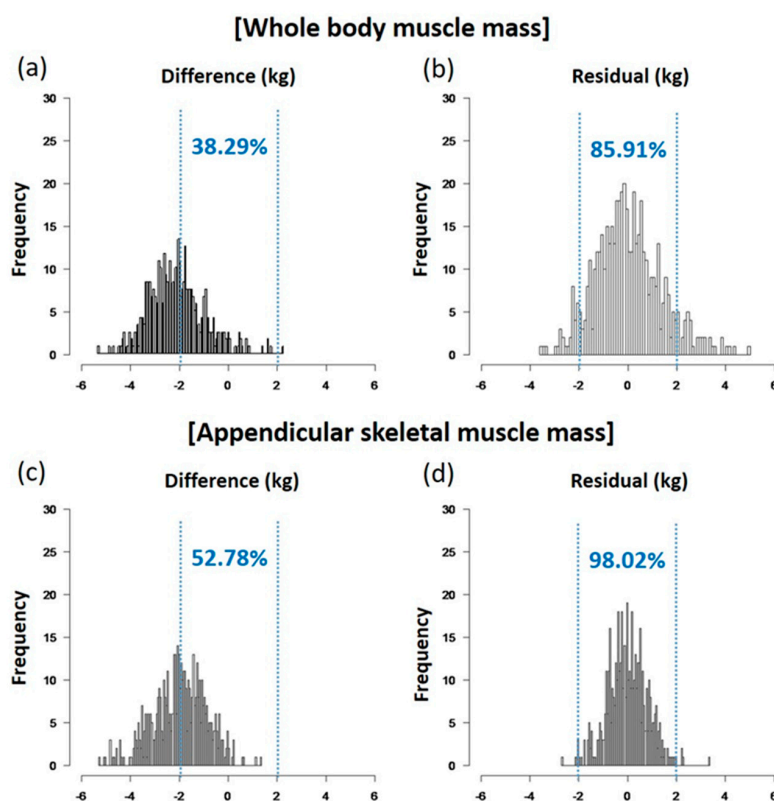 [Whole body muscle mass]
(a)
Difference (kg)
30
25
20
15
10
5
0
Frequency
38.29%
-6 -4 -2 0 2 4 6
(b)
Residual (kg)
30
25
20
15
10
5
0
Frequency
85.91%
-6 -4 -2 0 2 4 6
[Appendicular skeletal muscle mass]
(c)
Difference (kg)
30
25
20
15
10
5
0
Frequency
52.78%
-6 -4 -2 0 2 4 6
(d)
Residual (kg)
30
25
20
15
10
5
0
Frequency
98.02%
-6 -4 -2 0 2 4 6